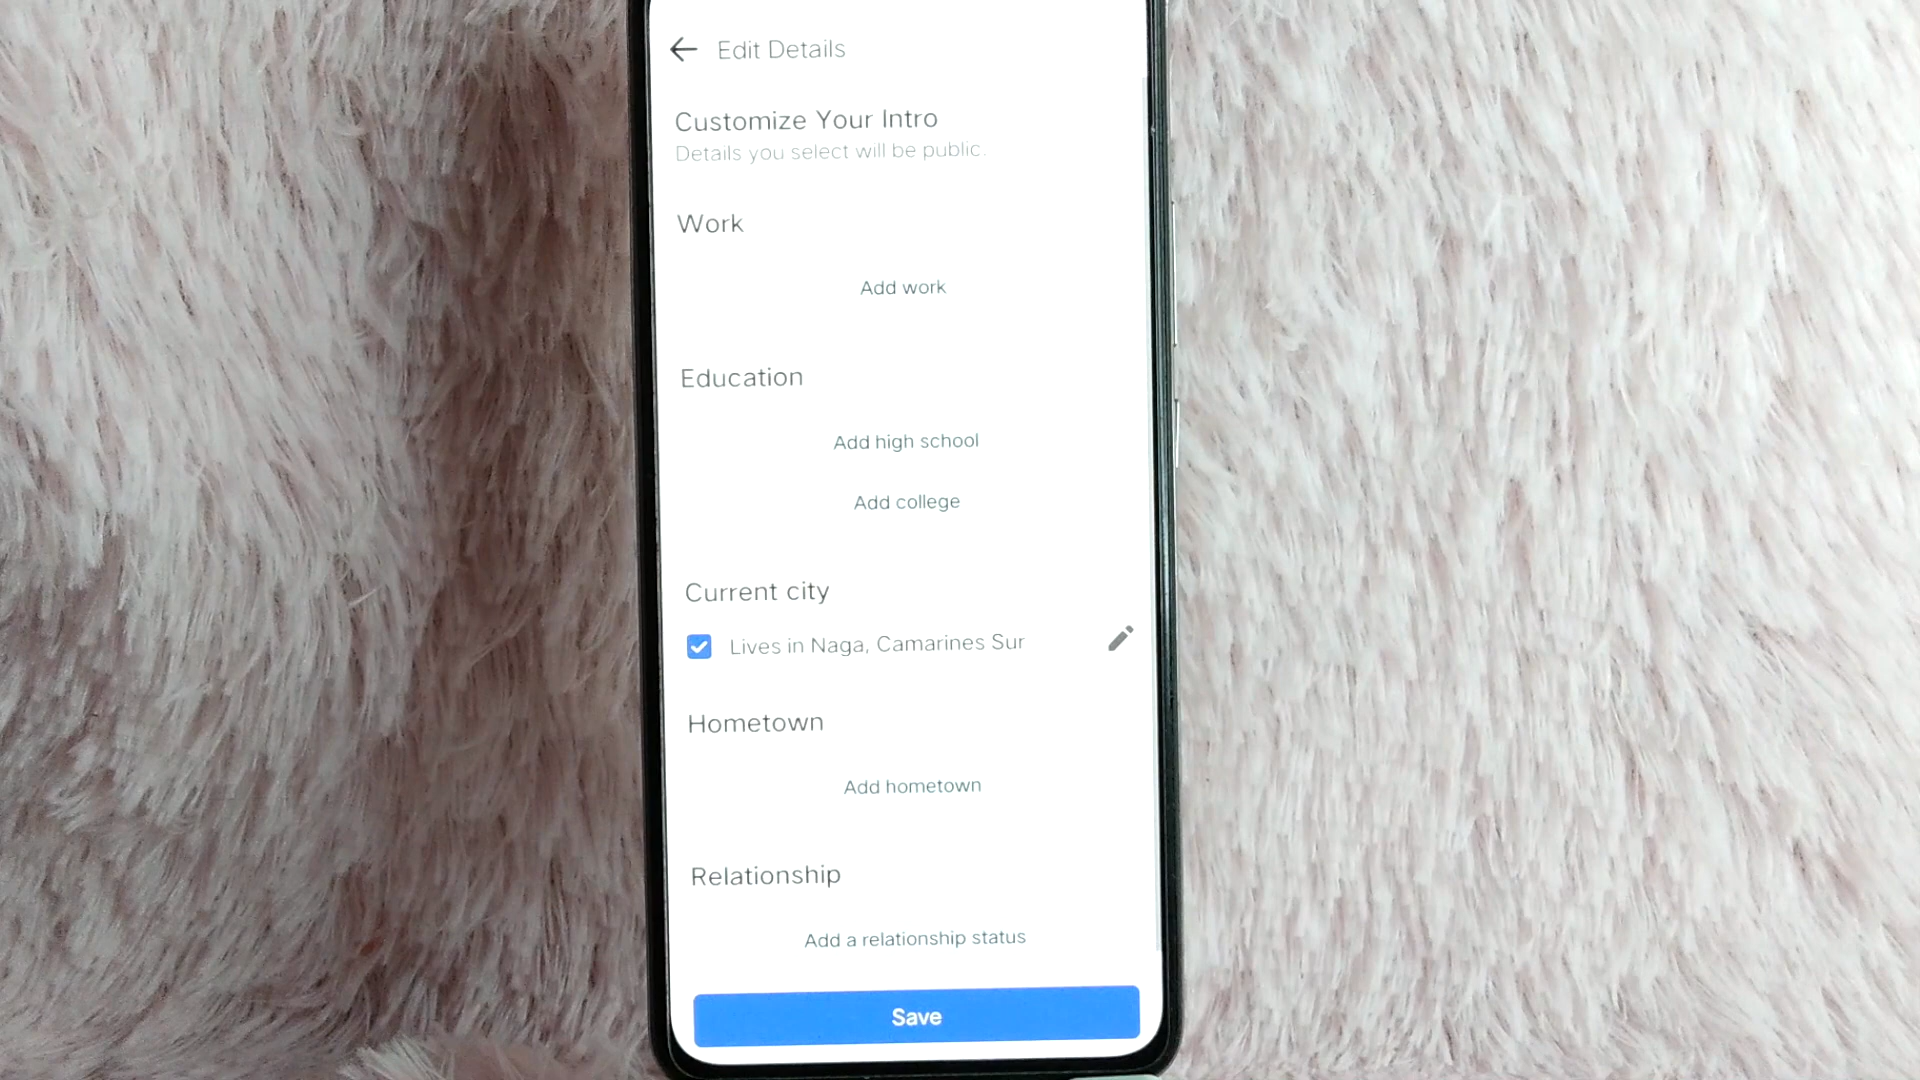 Edit Details
Customize Your Intro
Details you select will be public.
Work
Add work
Education
Add high school
Add college
Current city
Lives in Naga, Camarines Sur
Hometown
Add hometown
Relationship
Add a relationship status
Save